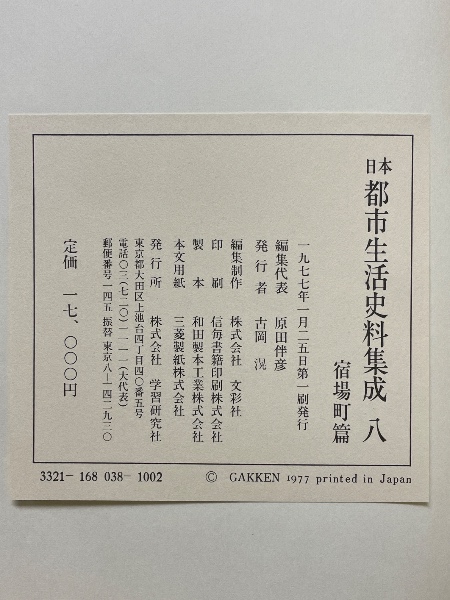 日本都市生活史料集成 八
宿場町篇
一九七七年一月二五日第一刷発行
編集代表 原田伴彦
発行者 古岡 滉
編集制作 株式会社 文彩社
印刷 信毎書籍印刷株式会社
製本 和田製本工業株式会社
本文用紙 三菱製紙株式会社
発行所 株式会社 学習研究社
東京都大田区上池台四丁目四〇番五号
電話〇三(七二〇)一一一一(大代表)
郵便番号一四五 振替 東京八―一四二九三〇
定価 一七、〇〇〇円
3321― 168 038― 1002
© GAKKEN 1977 printed in Japan